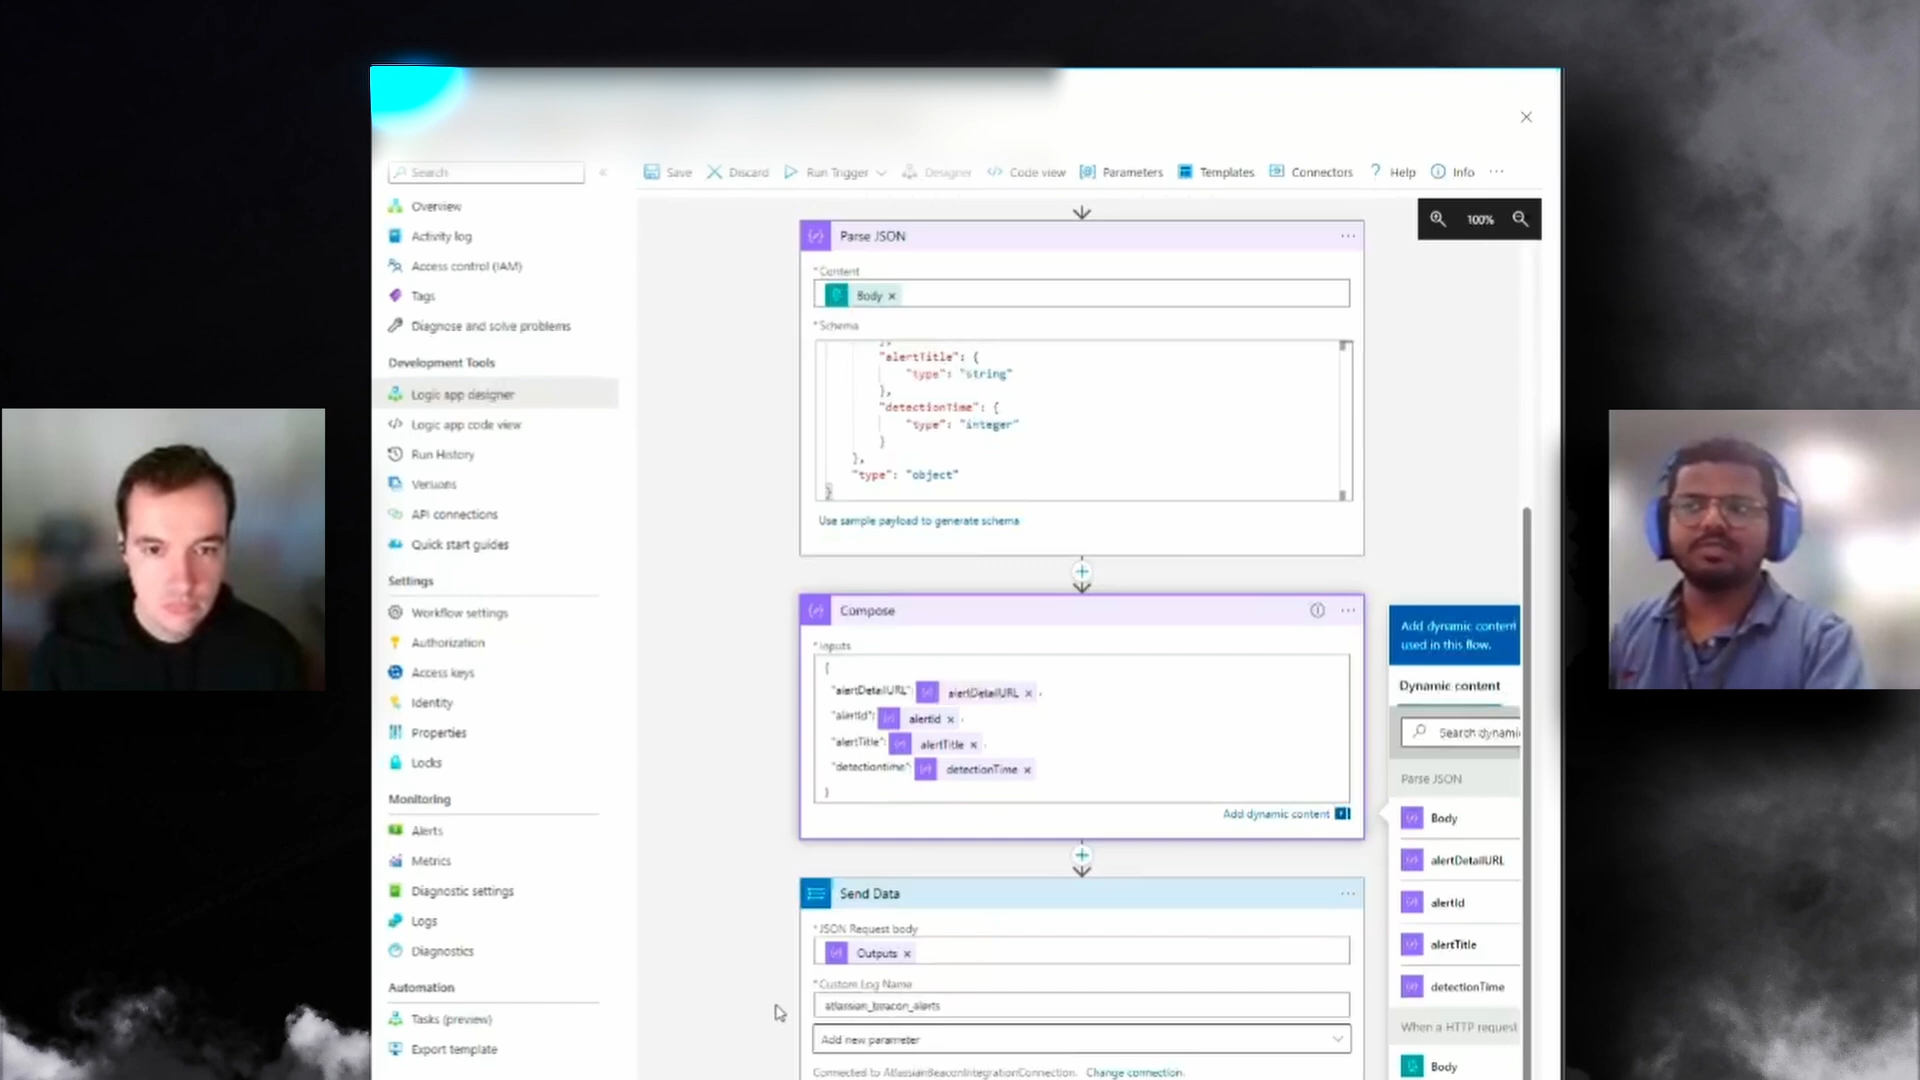 Search
«
Save
Discard
Run Trigger
Designer
Code view
Parameters
Templates
Connectors
Help
Info
...
Overview
Activity log
Access control (IAM)
Tags
Diagnose and solve problems
Development Tools
Logic app designer
Logic app code view
Run History
Versions
API connections
Quick start guides
Settings
Workflow settings
Authorization
Access keys
Identity
Properties
Locks
Monitoring
Alerts
Metrics
Diagnostic settings
Logs
Diagnostics
Automation
Tasks (preview)
Export template
100%
Parse JSON
* Content
Body ×
* Schema
},
"alertTitle": {
"type": "string"
},
"detectionTime": {
"type": "integer"
}
},
"type": "object"
Use sample payload to generate schema
Compose
* Inputs
{
"alertDetailURL": alertDetailURL × ,
"alertId": alertId × ,
"alertTitle": alertTitle × ,
"detectiontime": detectionTime ×
}
Add dynamic content
Send Data
* JSON Request body
Outputs ×
* Custom Log Name
atlassian_beacon_alerts
Add new parameter
Connected to AtlassianBeaconIntegrationConnection. Change connection.
Add dynamic content
used in this flow.
Dynamic content
Search dynami
Parse JSON
Body
alertDetailURL
alertId
alertTitle
detectionTime
When a HTTP request
Body